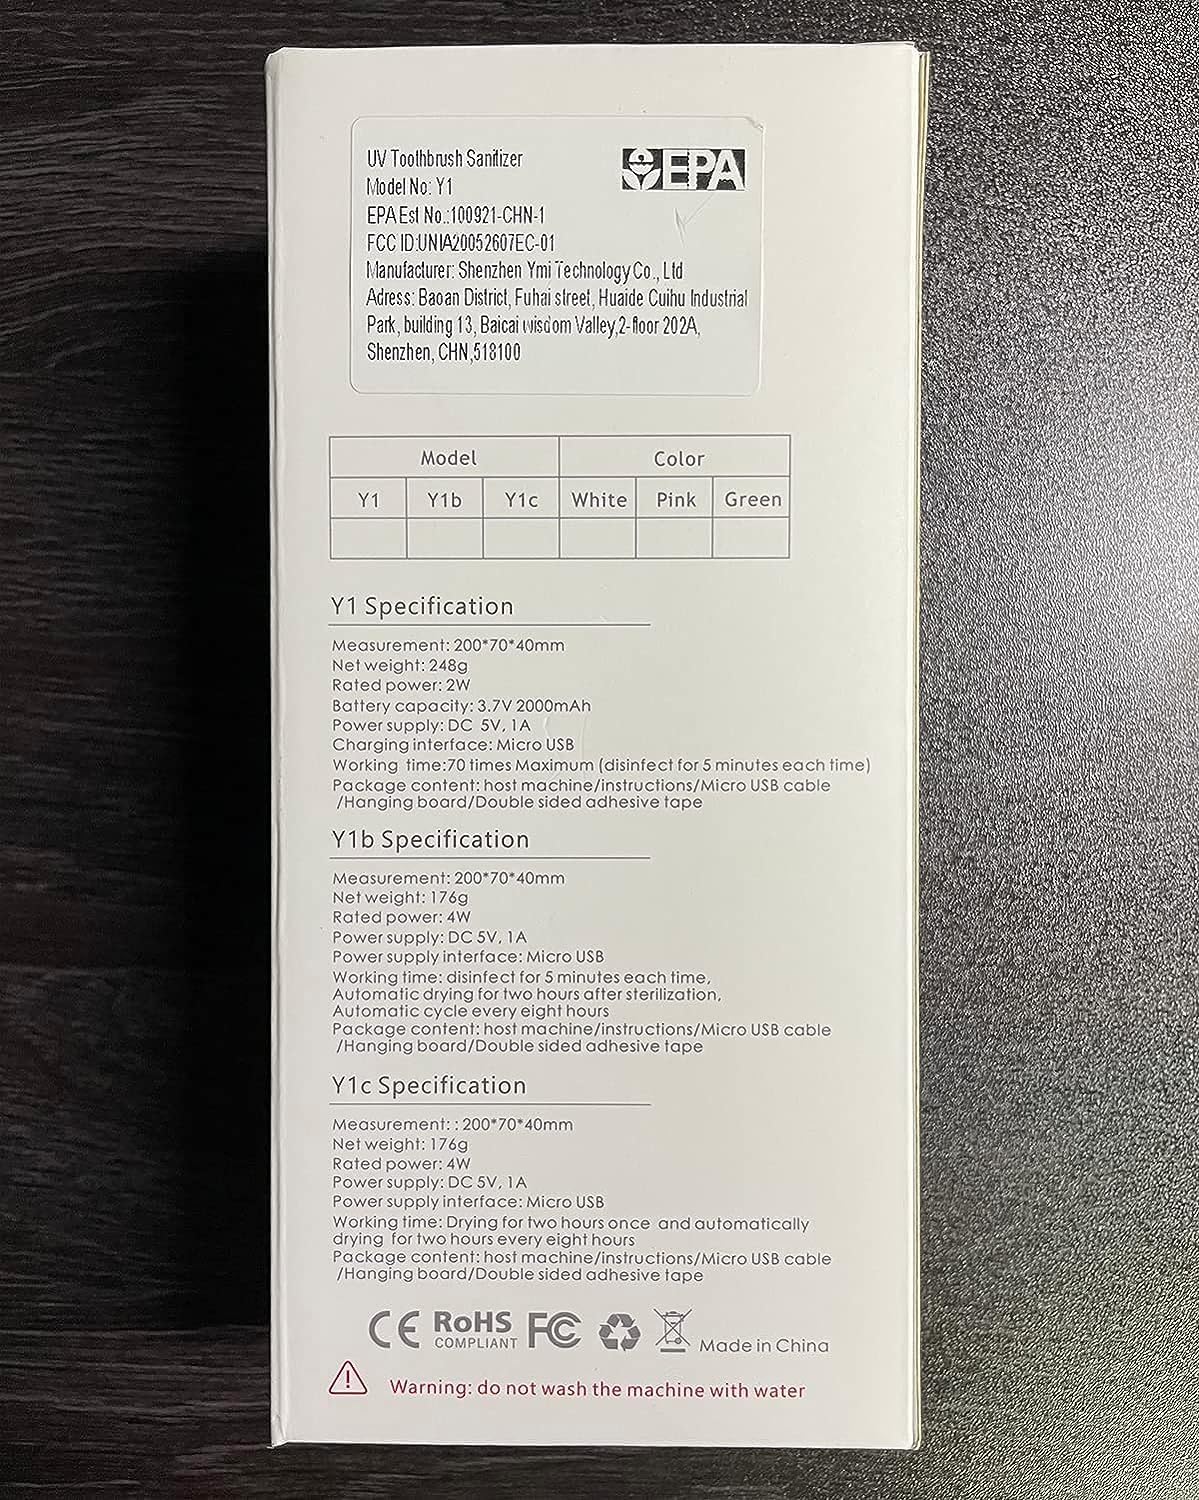 UV Toothbrush Sanitizer
EPA
Model No: Y1
EPA Est No.:100921-CHN-1
FCC ID:UNIA20052607EC-01
Manufacturer: Shenzhen Ymi Technology Co., Ltd
Adress: Baoan District, Fuhai street, Huaide Cuihu Industrial
Park, building 13, Baicai wisdom Valley,2-floor 202A,
Shenzhen, CHN,518100
Model Color
Y1 Y1b Y1c White Pink Green
Y1 Specification
Measurement: 200*70*40mm
Net weight: 248g
Rated power: 2W
Battery capacity: 3.7V 2000mAh
Power supply: DC 5V, 1A
Charging interface: Micro USB
Working time:70 times Maximum (disinfect for 5 minutes each time)
Package content: host machine/instructions/Micro USB cable
/Hanging board/Double sided adhesive tape
Y1b Specification
Measurement: 200*70*40mm
Net weight: 176g
Rated power: 4W
Power supply: DC 5V, 1A
Power supply interface: Micro USB
Working time: disinfect for 5 minutes each time,
Automatic drying for two hours after sterilization,
Automatic cycle every eight hours
Package content: host machine/instructions/Micro USB cable
/Hanging board/Double sided adhesive tape
Y1c Specification
Measurement: : 200*70*40mm
Net weight: 176g
Rated power: 4W
Power supply: DC 5V, 1A
Power supply interface: Micro USB
Working time: Drying for two hours once and automatically
drying for two hours every eight hours
Package content: host machine/instructions/Micro USB cable
/Hanging board/Double sided adhesive tape
CE RoHS COMPLIANT FC Made in China
Warning: do not wash the machine with water